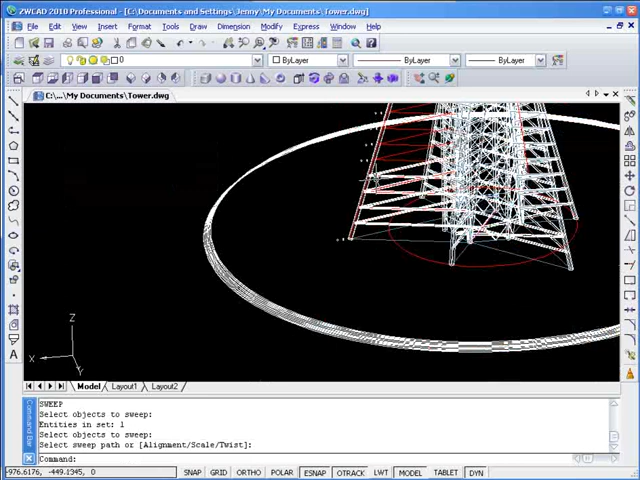 ZWCAD 2010 Professional - [C:\Documents and Settings\Jenny\My Documents\Tower.dwg]
File Edit View Insert Format Tools Draw Dimension Modify Express Window Help
0 ByLayer ByLayer ByLayer
C:\...\My Documents\Tower.dwg
Z
X
Y
Model Layout1 Layout2
Command Bar
SWEEP
Select objects to sweep:
Entities in set: 1
Select objects to sweep:
Select sweep path or [Alignment/Scale/Twist]:
Command:
-976.6176, -449.1345, 0 SNAP GRID ORTHO POLAR ESNAP OTRACK LWT MODEL TABLET DYN